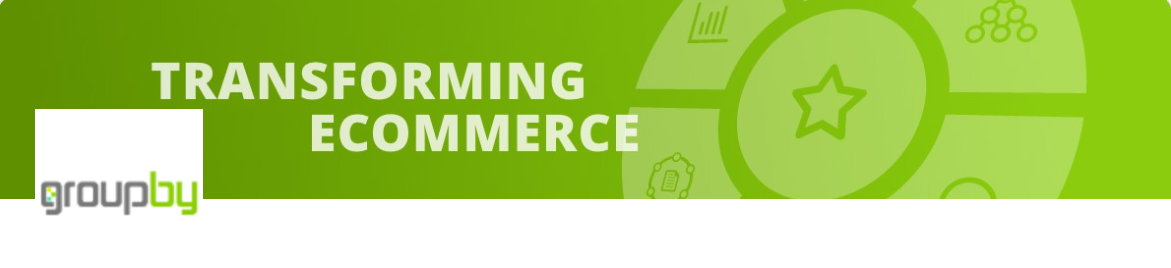 TRANSFORMING
ECOMMERCE
groupby